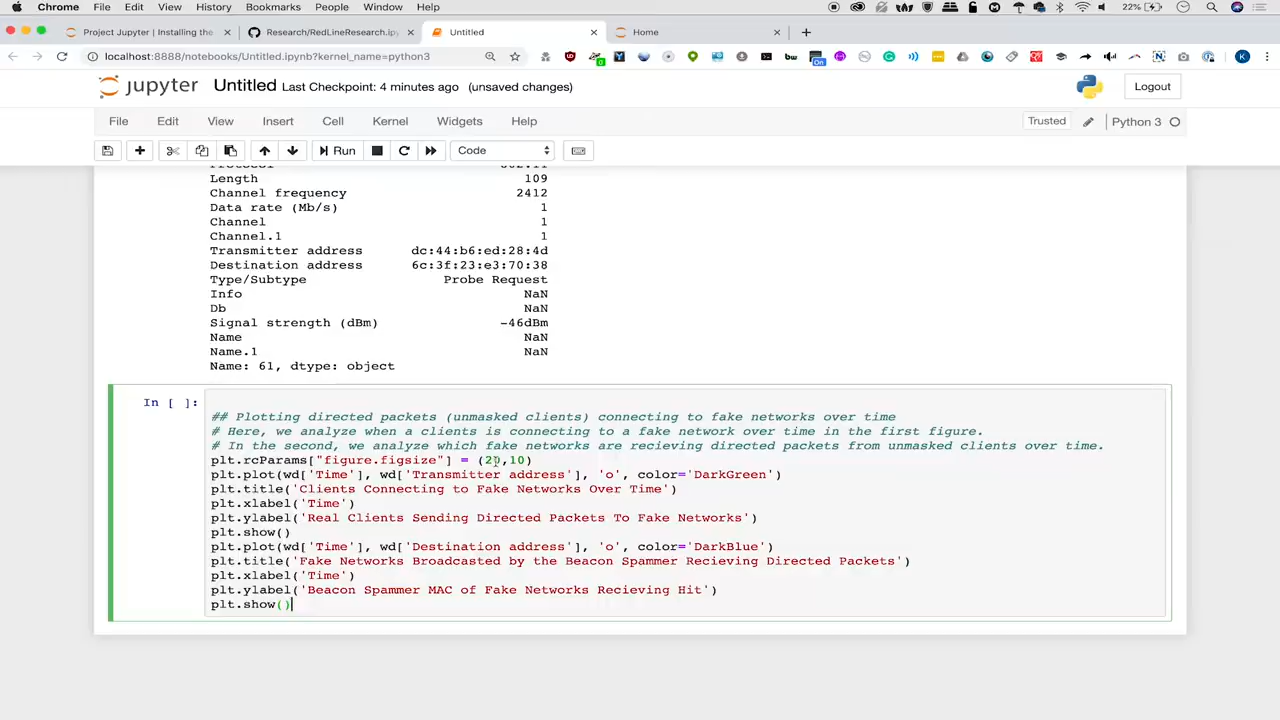 Chrome File Edit View History Bookmarks People Window Help 22%
Project Jupyter | Installing the Research/RedLineResearch.ipy Untitled Home
localhost:8888/notebooks/Untitled.ipynb?kernel_name=python3
jupyter Untitled Last Checkpoint: 4 minutes ago (unsaved changes) Logout
File Edit View Insert Cell Kernel Widgets Help Trusted Python 3
Run Code
Length 109
Channel frequency 2412
Data rate (Mb/s) 1
Channel 1
Channel.1 1
Transmitter address dc:44:b6:ed:28:4d
Destination address 6c:3f:23:e3:70:38
Type/Subtype Probe Request
Info NaN
Db NaN
Signal strength (dBm) -46dBm
Name NaN
Name.1 NaN
Name: 61, dtype: object
In [ ]:
## Plotting directed packets (unmasked clients) connecting to fake networks over time
# Here, we analyze when a clients is connecting to a fake network over time in the first figure.
# In the second, we analyze which fake networks are recieving directed packets from unmasked clients over time.
plt.rcParams["figure.figsize"] = (20,10)
plt.plot(wd['Time'], wd['Transmitter address'], 'o', color='DarkGreen')
plt.title('Clients Connecting to Fake Networks Over Time')
plt.xlabel('Time')
plt.ylabel('Real Clients Sending Directed Packets To Fake Networks')
plt.show()
plt.plot(wd['Time'], wd['Destination address'], 'o', color='DarkBlue')
plt.title('Fake Networks Broadcasted by the Beacon Spammer Recieving Directed Packets')
plt.xlabel('Time')
plt.ylabel('Beacon Spammer MAC of Fake Networks Recieving Hit')
plt.show()